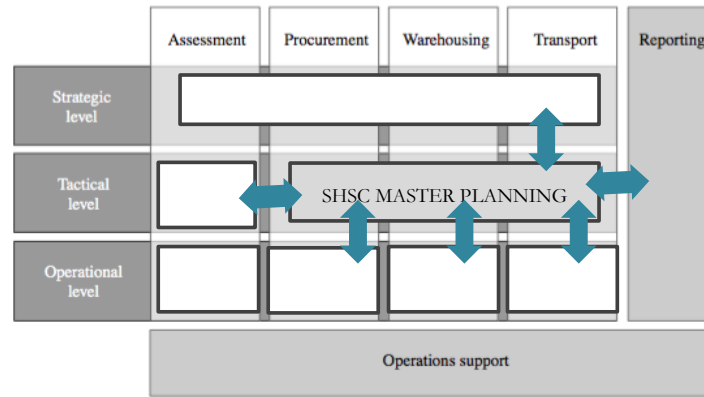 Assessment
Procurement
Warehousing
Transport
Reporting
Strategic
level
Tactical
level
SHSC MASTER PLANNING
Operational
level
Operations support